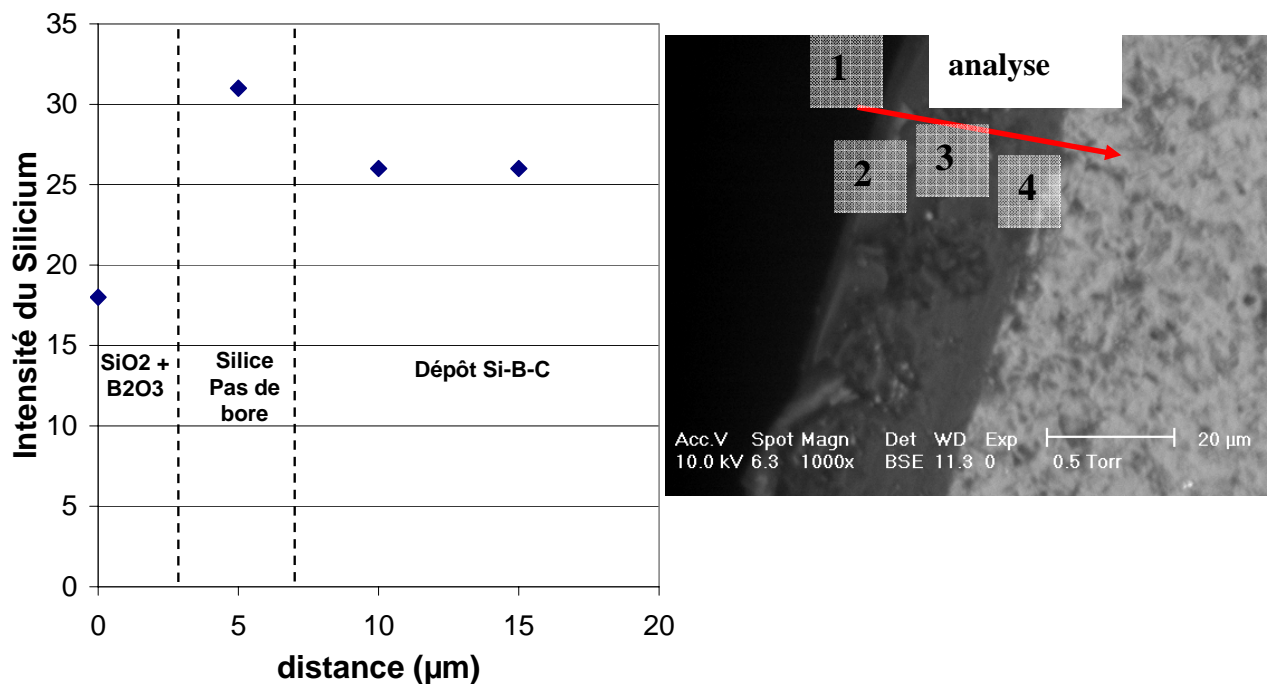 Intensité du Silicium
35
30
25
20
15
10
5
0
SiO2 +
B2O3
Silice
Pas de
bore
Dépôt Si-B-C
0 5 10 15 20
distance (µm)
1
analyse
2
3
4
Acc.V Spot Magn Det WD Exp 20 µm
10.0 kV 6.3 1000x BSE 11.3 0 0.5 Torr